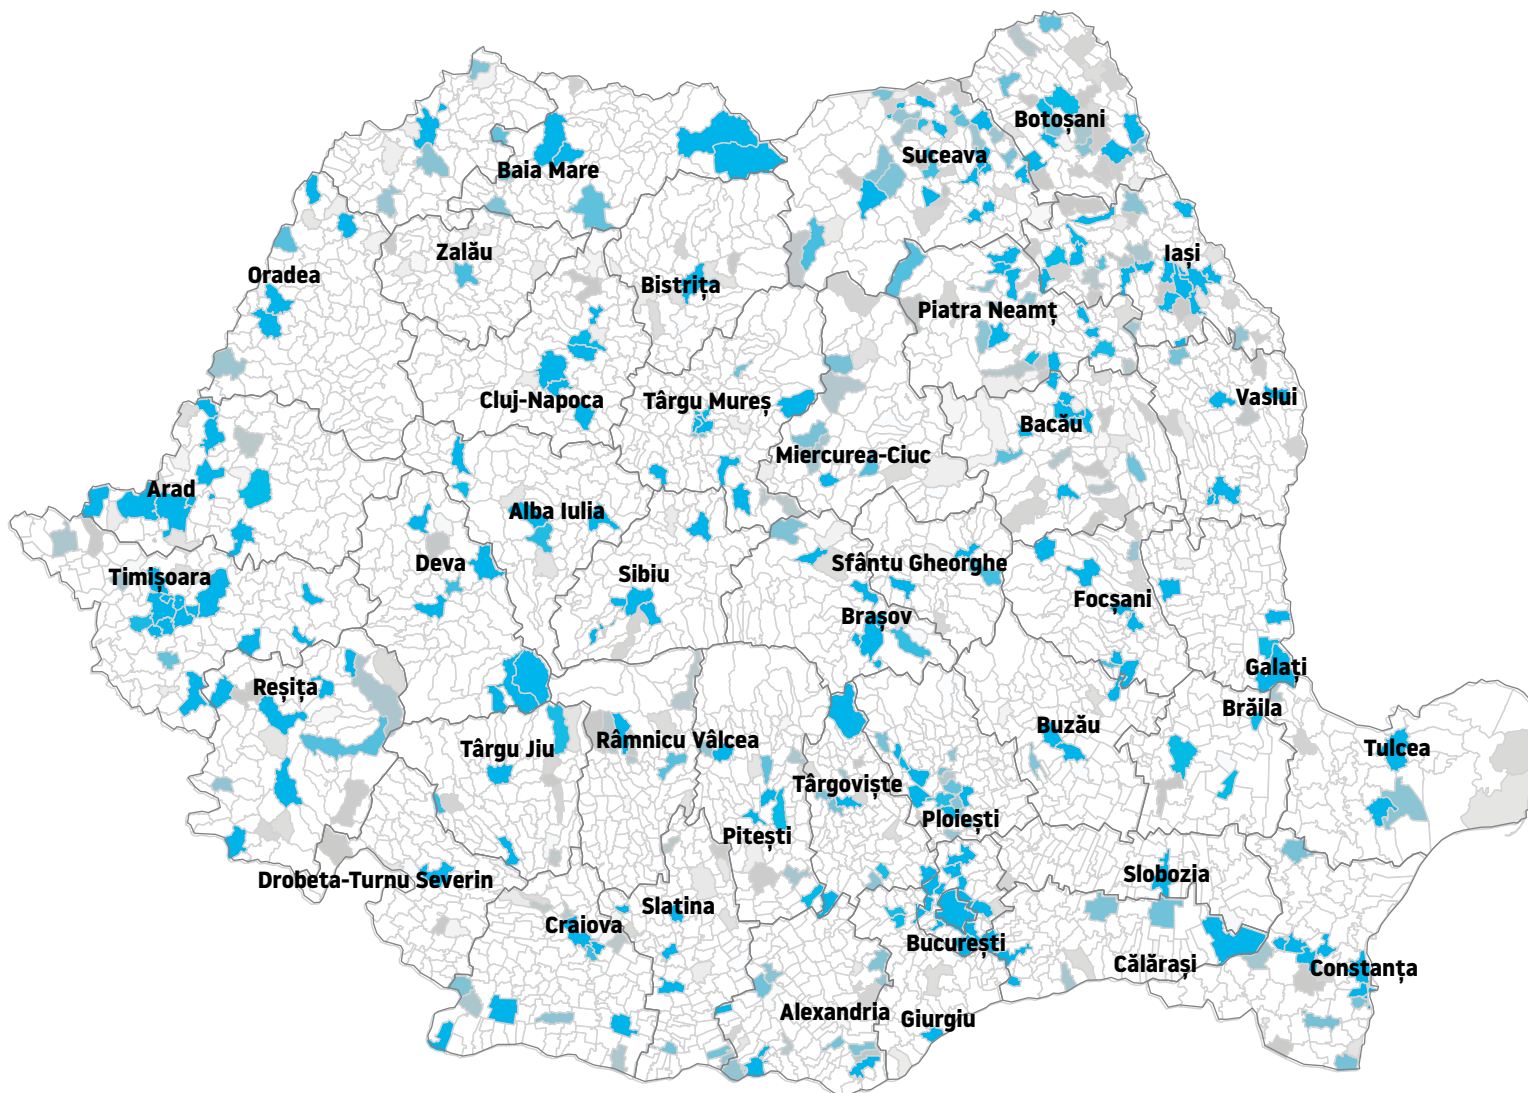 Botoșani
Suceava
Baia Mare
Zalău
Iași
Oradea
Bistrița
Piatra Neamț
Cluj-Napoca
Târgu Mureș
Vaslui
Bacău
Miercurea-Ciuc
Arad
Alba Iulia
Deva
Sfântu Gheorghe
Timișoara
Sibiu
Focșani
Brașov
Galați
Reșița
Brăila
Buzău
Râmnicu Vâlcea
Târgu Jiu
Tulcea
Târgoviște
Ploiești
Pitești
Slobozia
Drobeta-Turnu Severin
Slatina
Craiova
București
Călărași
Constanța
Alexandria
Giurgiu